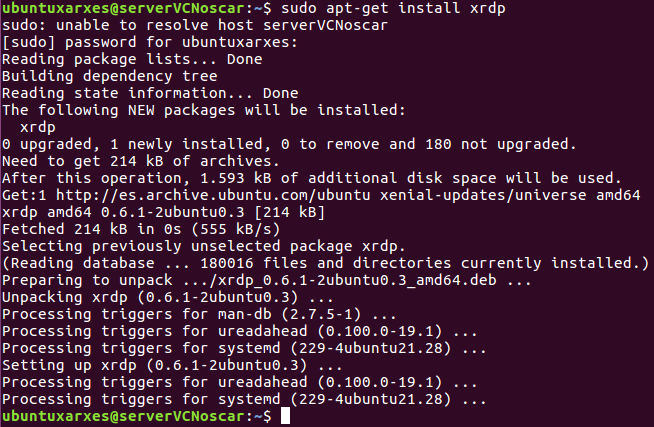 ubuntuxarxes@serverVCNoscar:~$ sudo apt-get install xrdp
sudo: unable to resolve host serverVCNoscar
[sudo] password for ubuntuxarxes:
Reading package lists... Done
Building dependency tree
Reading state information... Done
The following NEW packages will be installed:
  xrdp
0 upgraded, 1 newly installed, 0 to remove and 180 not upgraded.
Need to get 214 kB of archives.
After this operation, 1.593 kB of additional disk space will be used.
Get:1 http://es.archive.ubuntu.com/ubuntu xenial-updates/universe amd64
xrdp amd64 0.6.1-2ubuntu0.3 [214 kB]
Fetched 214 kB in 0s (555 kB/s)
Selecting previously unselected package xrdp.
(Reading database ... 180016 files and directories currently installed.)
Preparing to unpack .../xrdp_0.6.1-2ubuntu0.3_amd64.deb ...
Unpacking xrdp (0.6.1-2ubuntu0.3) ...
Processing triggers for man-db (2.7.5-1) ...
Processing triggers for ureadahead (0.100.0-19.1) ...
Processing triggers for systemd (229-4ubuntu21.28) ...
Setting up xrdp (0.6.1-2ubuntu0.3) ...
Processing triggers for ureadahead (0.100.0-19.1) ...
Processing triggers for systemd (229-4ubuntu21.28) ...
ubuntuxarxes@serverVCNoscar:~$